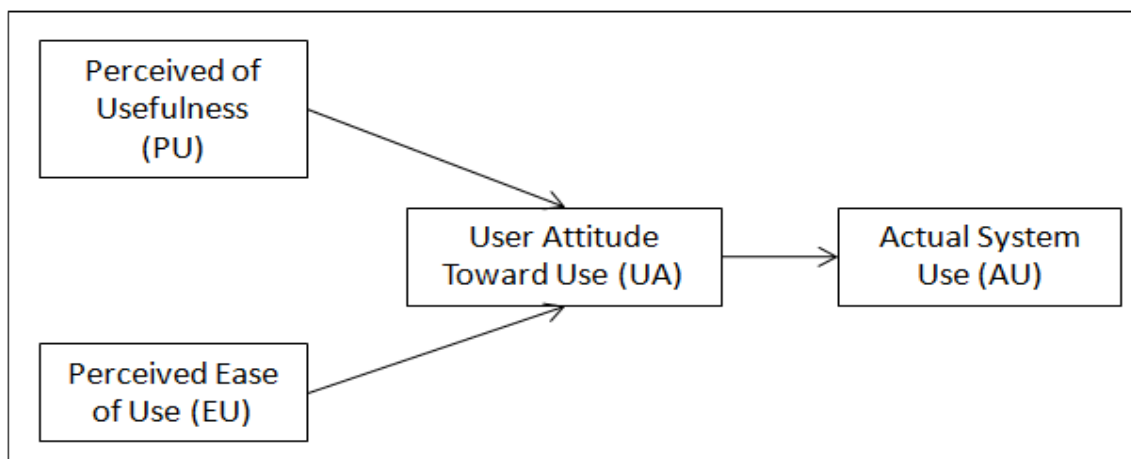 Perceived of
Usefulness
(PU)
User Attitude
Toward Use (UA)
Actual System
Use (AU)
Perceived Ease
of Use (EU)